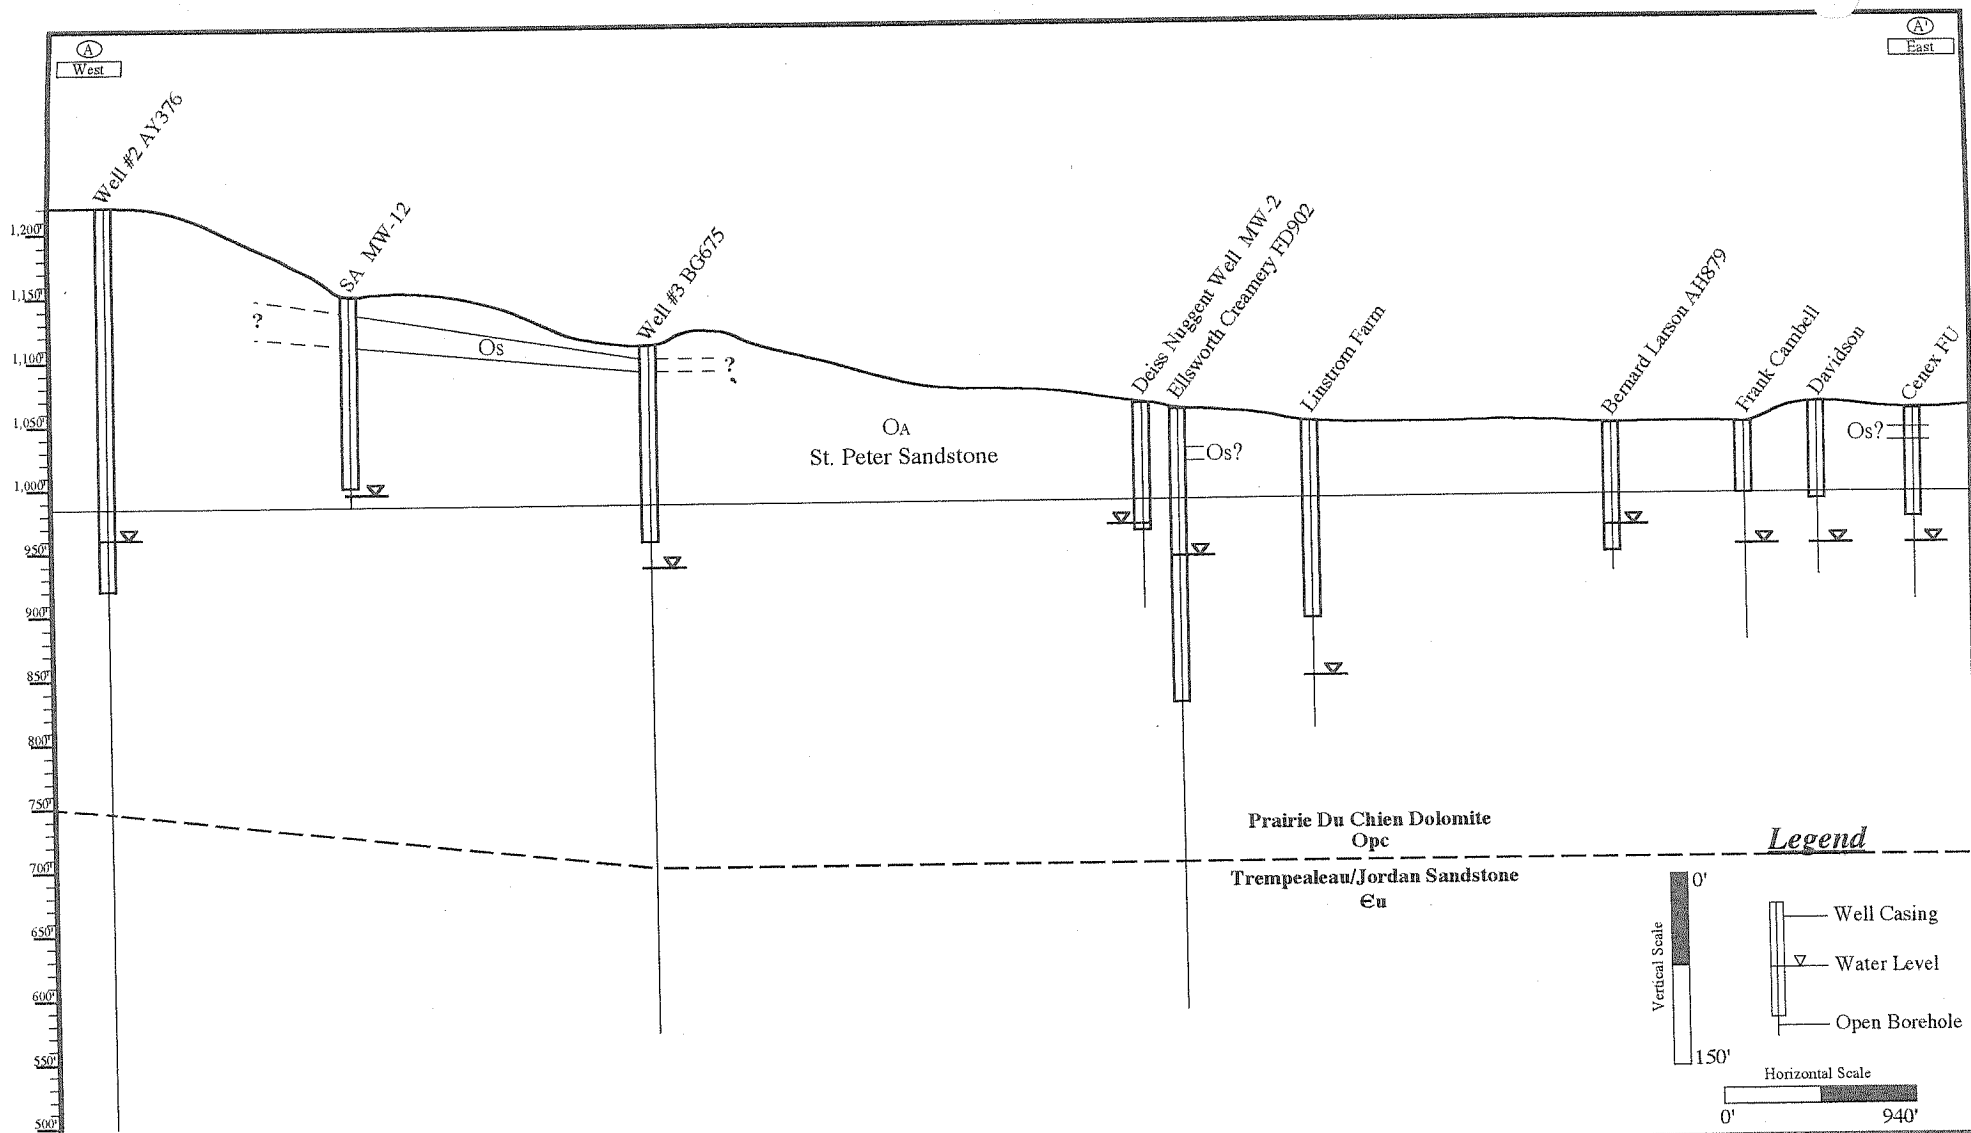 A
West
A'
East
Well #2 AY376
SA MW-12
Well #3 BG675
Deiss Nuggent Well MW-2
Ellsworth Creamery FD902
Linstrom Farm
Bernard Larson AH879
Frank Cambell
Davidson
Cenex FU
1,200'
1,150'
1,100'
1,050'
1,000'
950'
900'
850'
800'
750'
700'
650'
600'
550'
500'
?
Os
?
OA
St. Peter Sandstone
Os?
Os?
Prairie Du Chien Dolomite
Opc
Trempealeau/Jordan Sandstone
Єu
Legend
Vertical Scale
0'
150'
Well Casing
Water Level
Open Borehole
Horizontal Scale
0'
940'